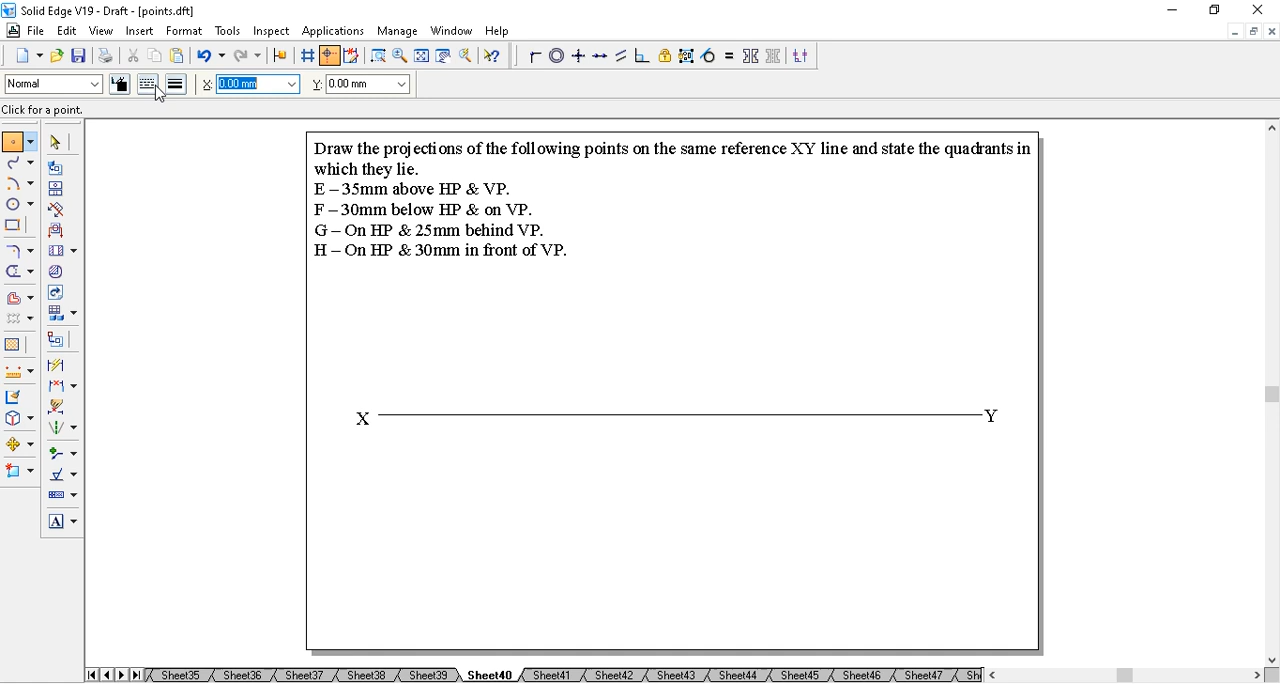 Solid Edge V19 - Draft - [points.dft]
File Edit View Insert Format Tools Inspect Applications Manage Window Help
Normal X: 0.00 mm Y: 0.00 mm
Click for a point.
Draw the projections of the following points on the same reference XY line and state the quadrants in
which they lie.
E – 35mm above HP & VP.
F – 30mm below HP & on VP.
G – On HP & 25mm behind VP.
H – On HP & 30mm in front of VP.
X Y
A
Sheet35 Sheet36 Sheet37 Sheet38 Sheet39 Sheet40 Sheet41 Sheet42 Sheet43 Sheet44 Sheet45 Sheet46 Sheet47 Sh